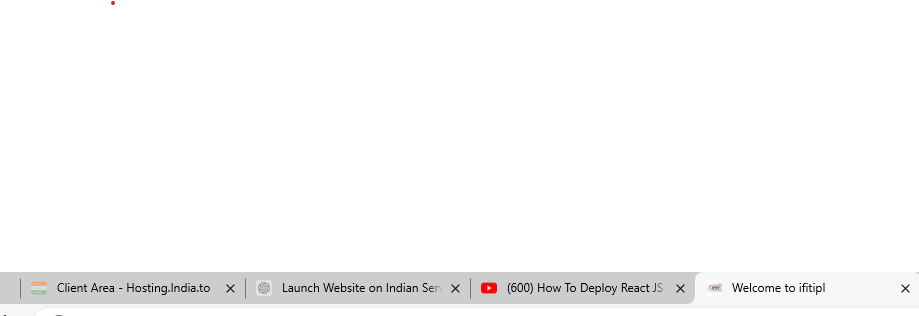 Client Area - Hosting.India.to
Launch Website on Indian Ser
(600) How To Deploy React JS
Welcome to ifitipl